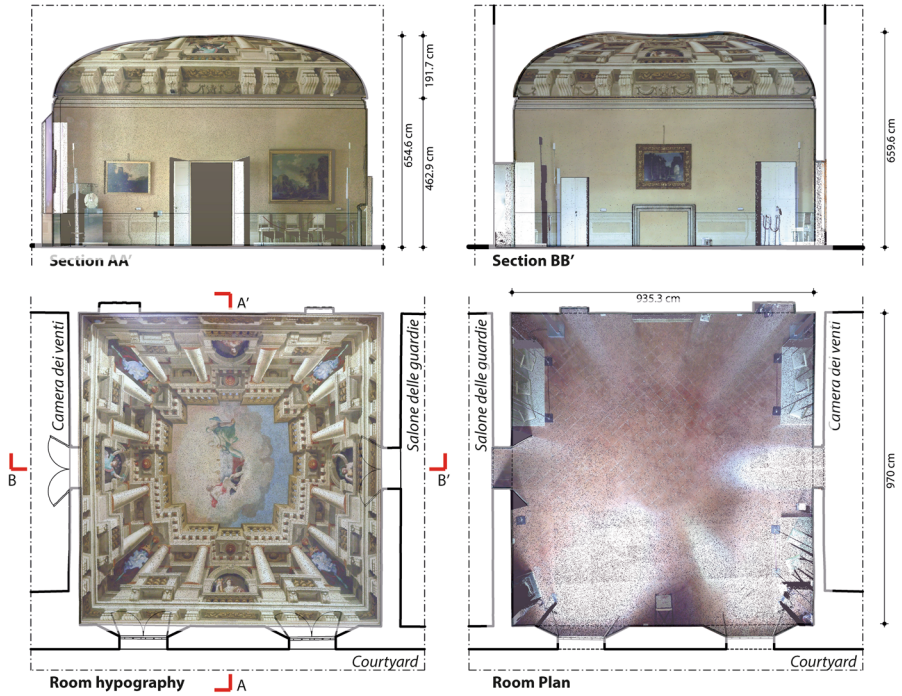 191.7 cm
654.6 cm
462.9 cm
659.6 cm
Section AA'
Section BB'
A'
935.3 cm
Camera dei venti
Salone delle guardie
Salone delle guardie
Camera dei venti
B
B'
970 cm
Courtyard
Courtyard
Room hypography
A
Room Plan